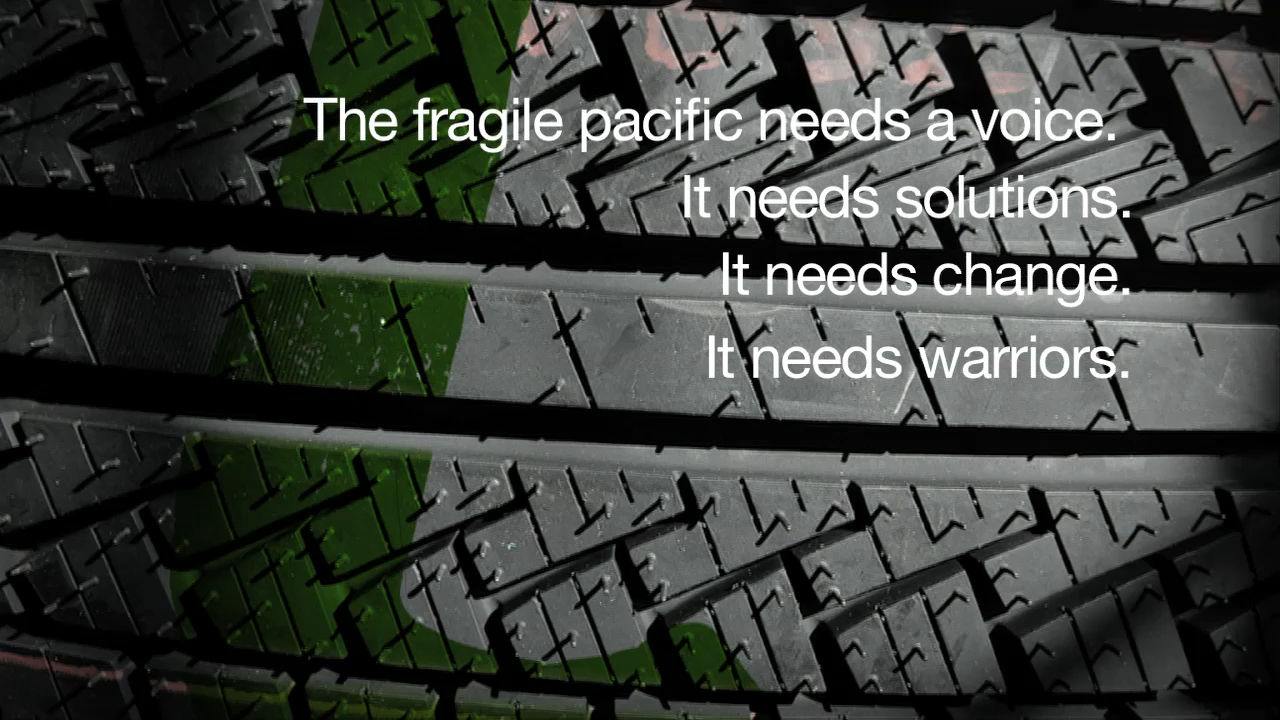 The fragile pacific needs a voice.
It needs solutions.
It needs change.
It needs warriors.